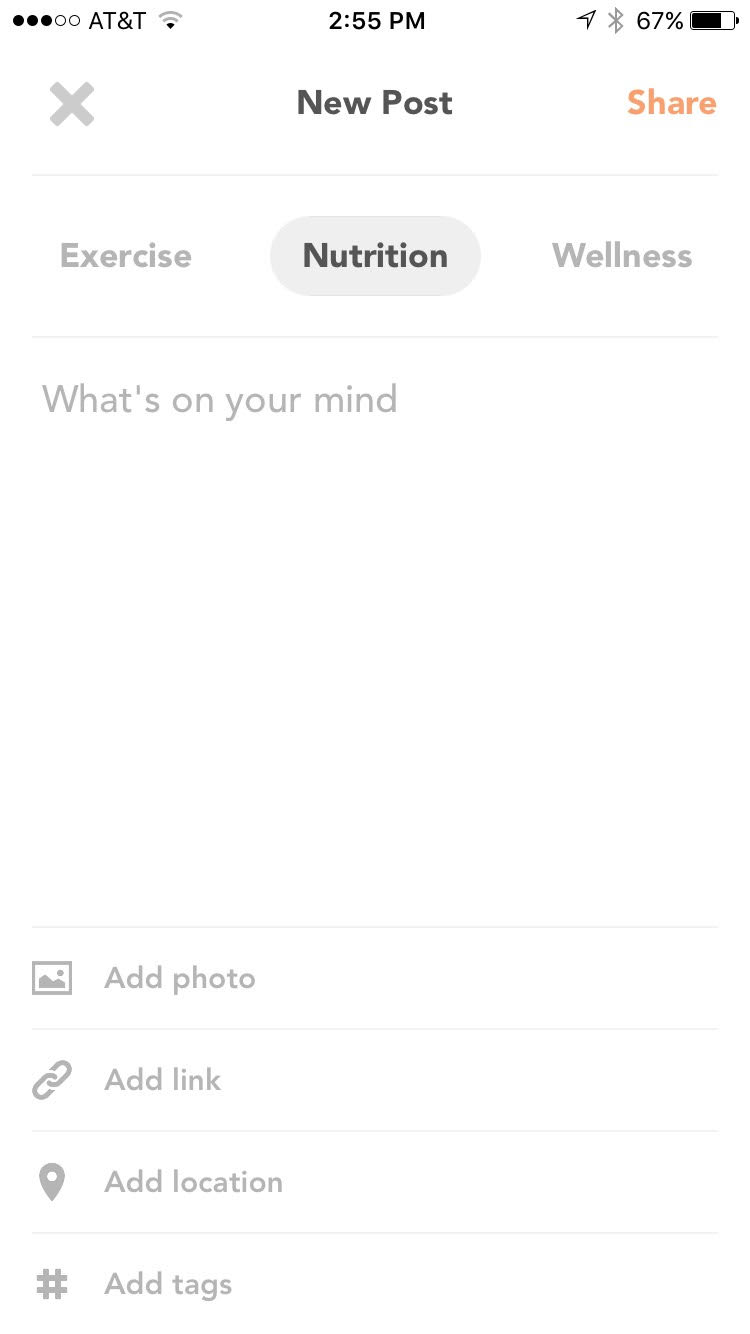 AT&T 2:55 PM 67%
New Post Share
Exercise Nutrition Wellness
What's on your mind
Add photo
Add link
Add location
Add tags